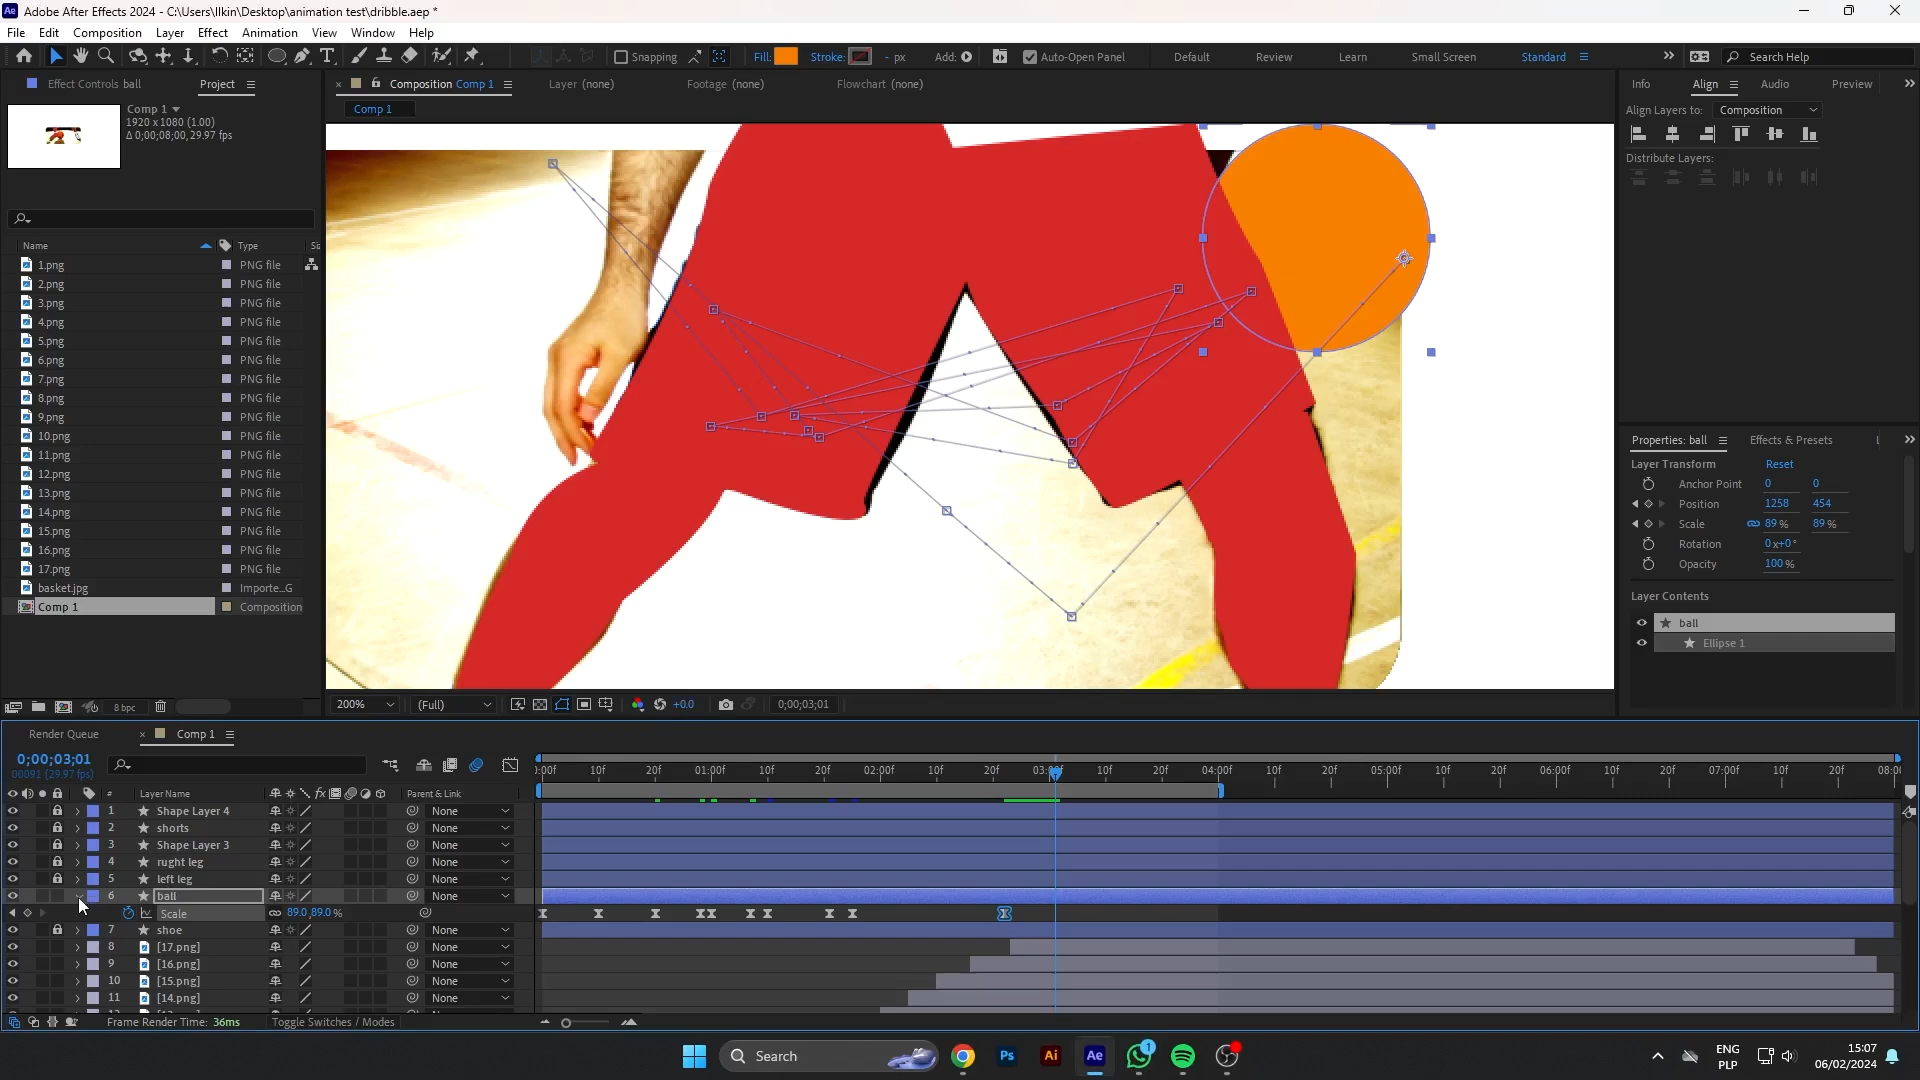 Adobe After Effects 2024 - C:\Users\Ilkin\Desktop\animation test\dribble.aep *
File Edit Composition Layer Effect Animation View Window Help
Snapping Fill: Stroke: - px Add: Auto-Open Panel Default Review Learn Small Screen Standard Search Help
Effect Controls ball Project
Composition Comp 1 Layer (none) Footage (none) Flowchart (none)
Info Align Audio Preview
Comp 1
1920 x 1080 (1.00)
Δ 0;00;08;00, 29.97 fps
Comp 1
Align Layers to: Composition
Distribute Layers:
Name Type Si
1.png PNG file
2.png PNG file
3.png PNG file
4.png PNG file
5.png PNG file
6.png PNG file
7.png PNG file
8.png PNG file
9.png PNG file
10.png PNG file
11.png PNG file
12.png PNG file
13.png PNG file
14.png PNG file
15.png PNG file
16.png PNG file
17.png PNG file
basket.jpg Importe...G
Comp 1 Composition
8 bpc
Properties: ball Effects & Presets
Layer Transform Reset
Anchor Point 0 0
Position 1258 454
Scale 89 % 89 %
Rotation 0x+0°
Opacity 100 %
Layer Contents
ball
Ellipse 1
200% (Full) +0.0 0;00;03;01
Render Queue Comp 1
0;00;03;01
00091 (29.97 fps)
:00f 10f 20f 01:00f 10f 20f 02:00f 10f 20f 03:00f 10f 20f 04:00f 10f 20f 05:00f 10f 20f 06:00f 10f 20f 07:00f 10f 20f 08:0
# Layer Name fx Parent & Link
1 Shape Layer 4 None
2 shorts None
3 Shape Layer 3 None
4 rught leg None
5 left leg None
6 ball None
Scale 89.0,89.0 %
7 shoe None
8 [17.png] None
9 [16.png] None
10 [15.png] None
11 [14.png] None
Frame Render Time: 36ms Toggle Switches / Modes
Search
Ps Ai Ae 1
ENG
PLP
15:07
06/02/2024